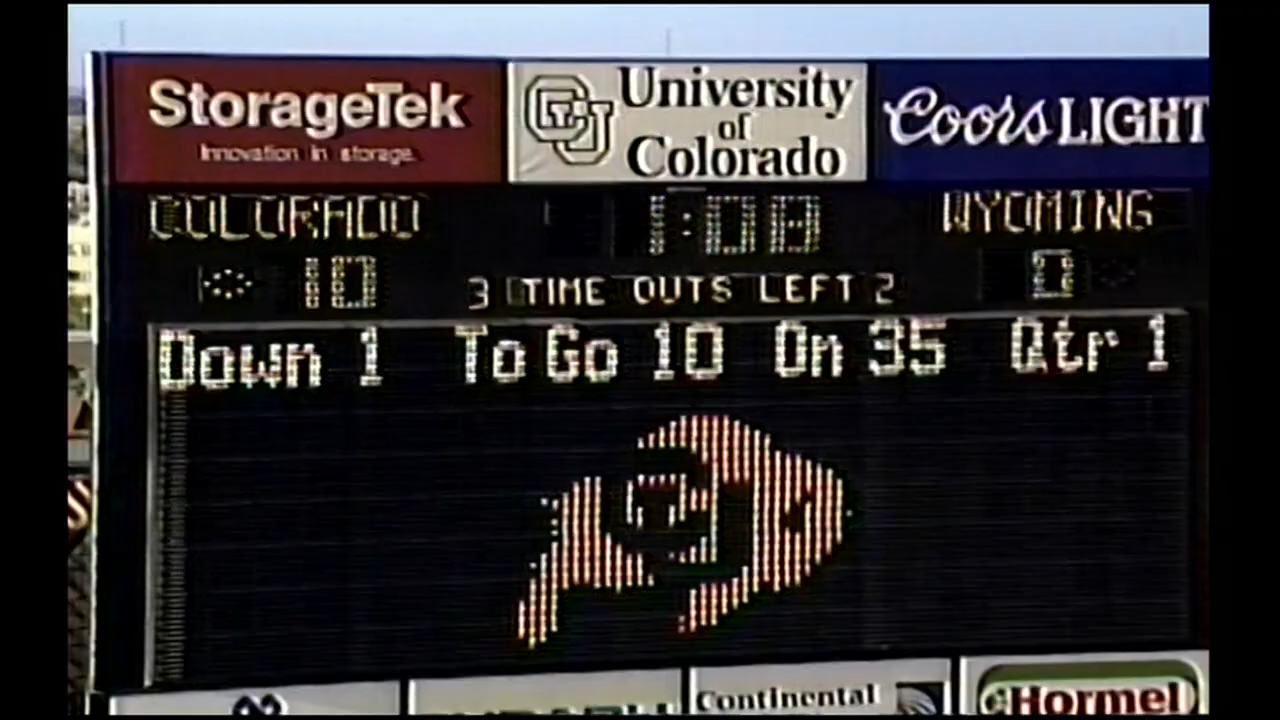 StorageTek
Innovation in storage.
CU
University
of
Colorado
Coors LIGHT
COLORADO
1:08
WYOMING
10
3 TIME OUTS LEFT 2
0
Down 1 To Go 10 On 35 Qtr 1
Continental
Hormel